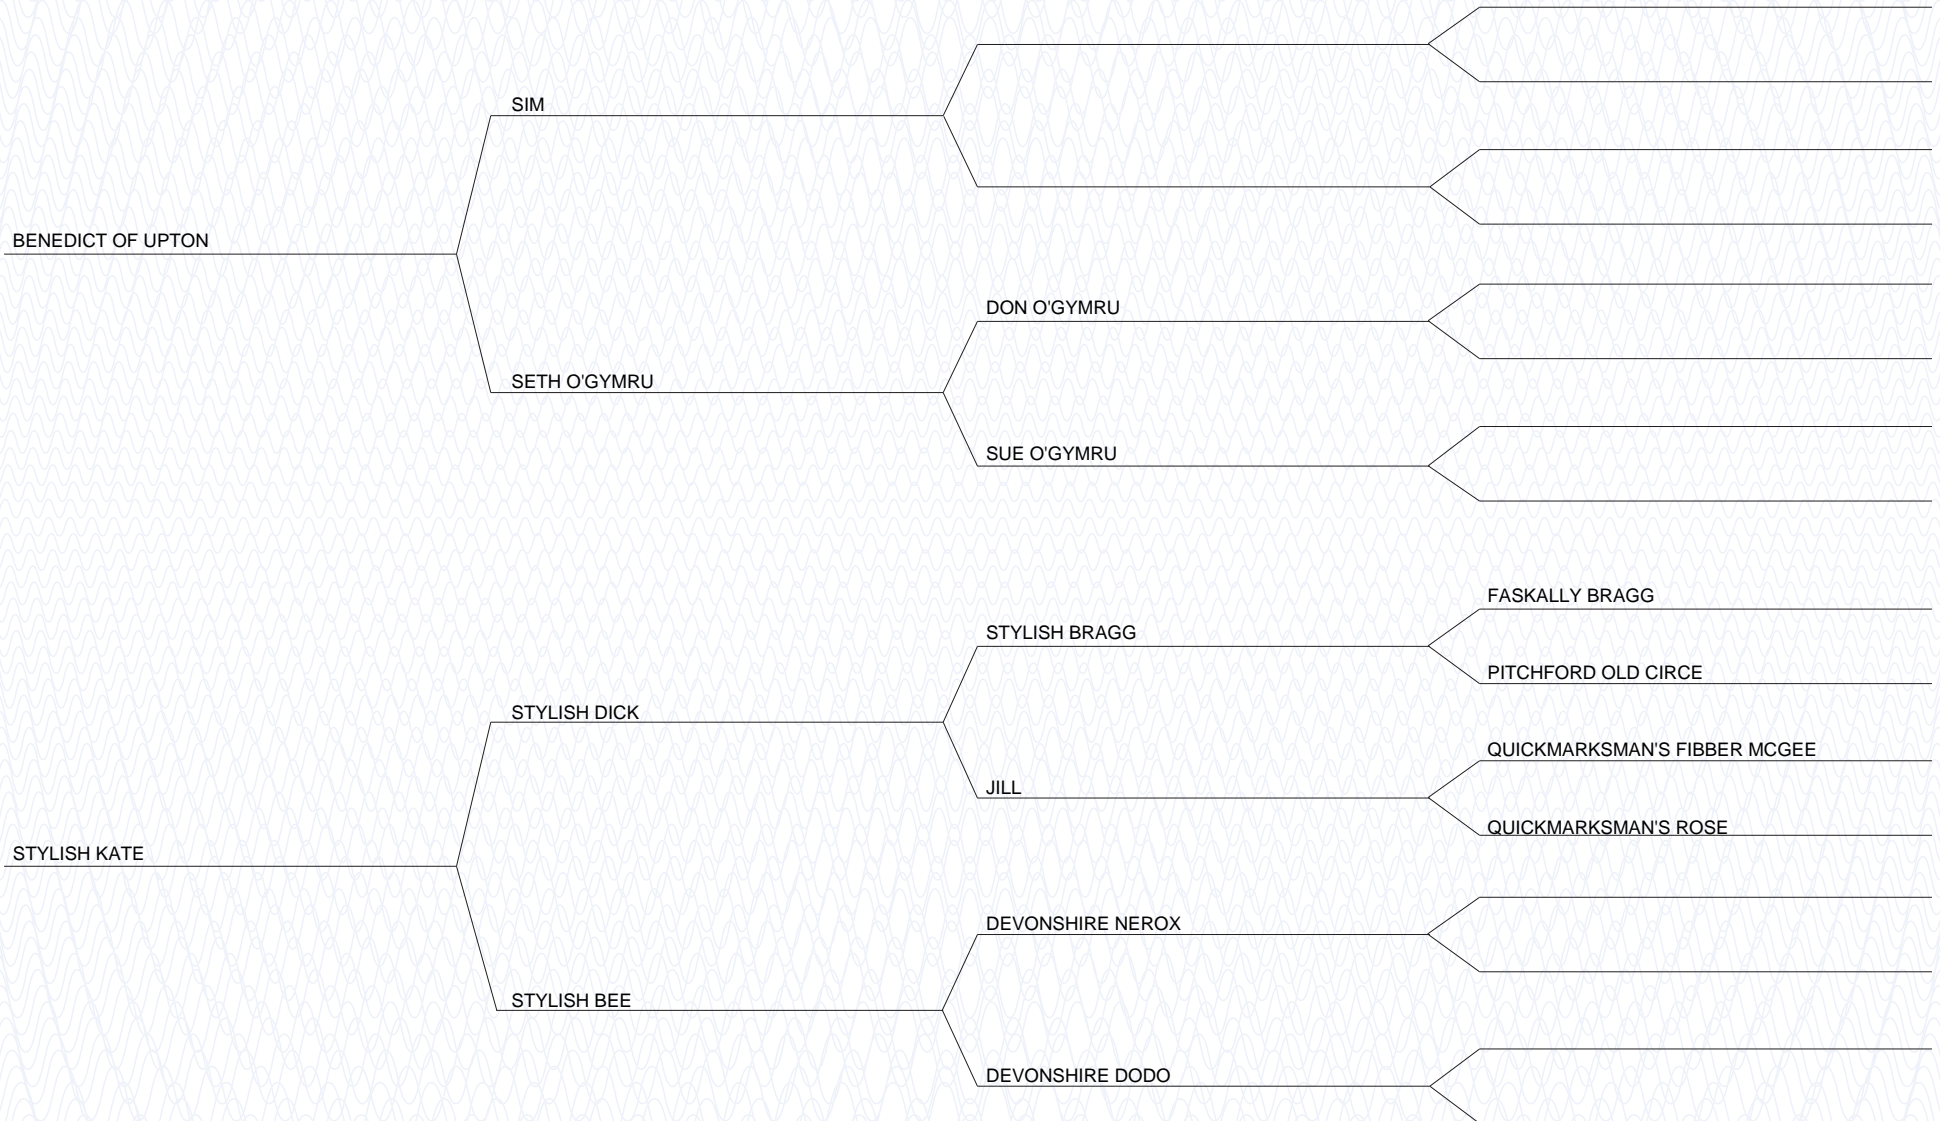 SIM
BENEDICT OF UPTON
DON O'GYMRU
SETH O'GYMRU
SUE O'GYMRU
FASKALLY BRAGG
STYLISH BRAGG
PITCHFORD OLD CIRCE
STYLISH DICK
QUICKMARKSMAN'S FIBBER MCGEE
JILL
QUICKMARKSMAN'S ROSE
STYLISH KATE
DEVONSHIRE NEROX
STYLISH BEE
DEVONSHIRE DODO